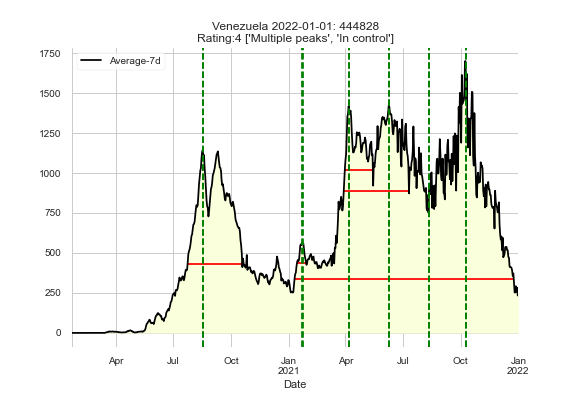 Venezuela 2022-01-01: 444828
Rating:4 ['Multiple peaks', 'In control']
Average-7d
1750
1500
1250
1000
750
500
250
0
Apr
Jul
Oct
Jan
2021
Apr
Jul
Oct
Jan
2022
Date